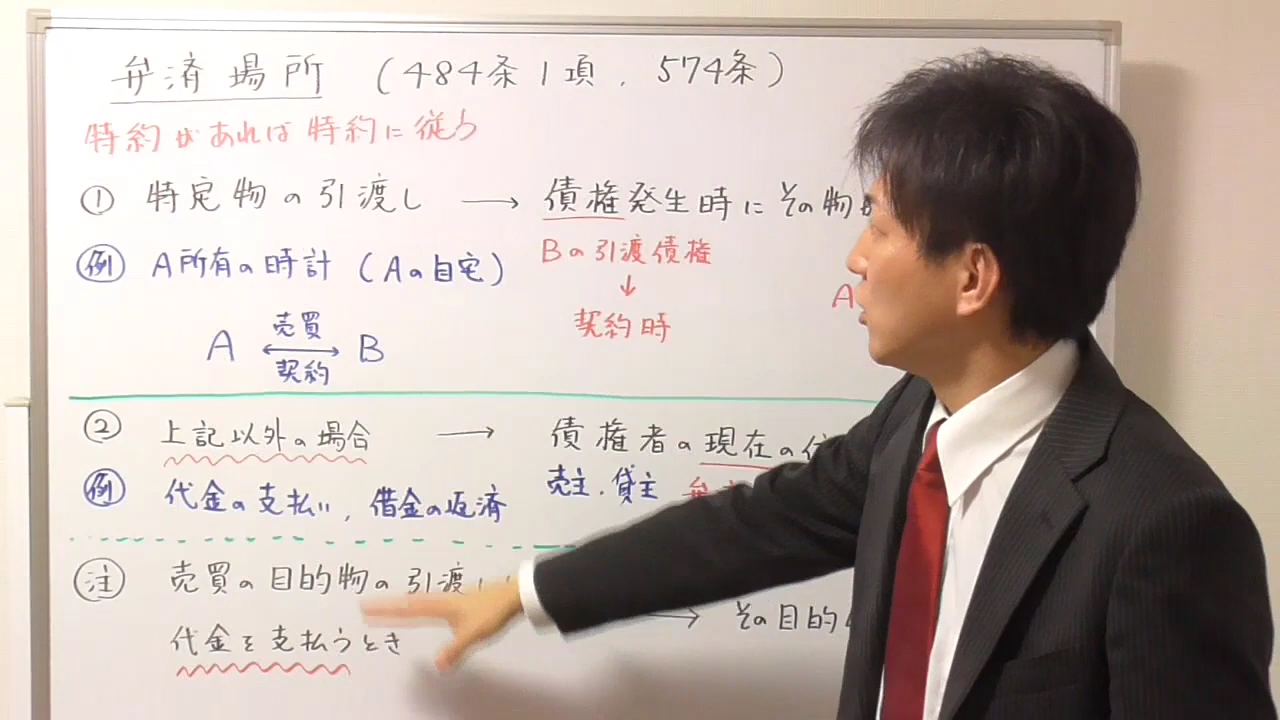 弁済場所 (484条1項, 574条)
特約があれば特約に従う
① 特定物の引渡し → 債権発生時にその物が
例 A所有の時計 (Aの自宅)
Bの引渡債権
↓
契約時
A
A 売買 契約 B
② 上記以外の場合 → 債権者の現在の
例 代金の支払い, 借金の返済
売主・貸主
注 売買の目的物の引渡し
代金を支払うとき
→ その目的